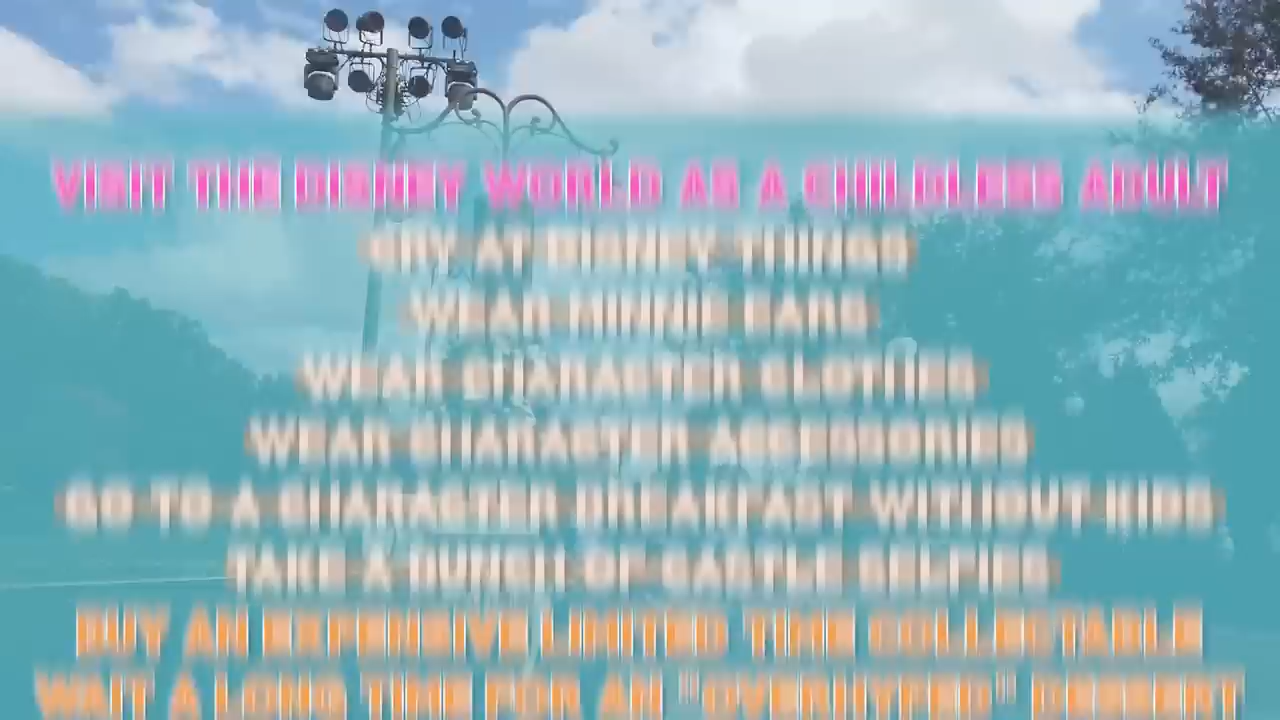 VISIT THE DISNEY WORLD AS A CHILDLESS ADULT
CRY AT DISNEY THINGS
WEAR MINNIE EARS
WEAR CHARACTER CLOTHES
WEAR CHARACTER ACCESSORIES
GO TO A CHARACTER BREAKFAST WITHOUT KIDS
TAKE A BUNCH OF CASTLE SELFIES
BUY AN EXPENSIVE LIMITED TIME COLLECTABLE
WAIT A LONG TIME FOR AN "OVERHYPED" DESSERT